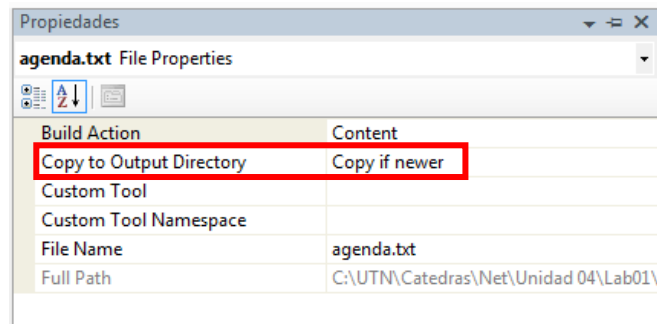 Propiedades
agenda.txt File Properties
Build Action Content
Copy to Output Directory Copy if newer
Custom Tool
Custom Tool Namespace
File Name agenda.txt
Full Path C:\UTN\Catedras\Net\Unidad 04\Lab01\